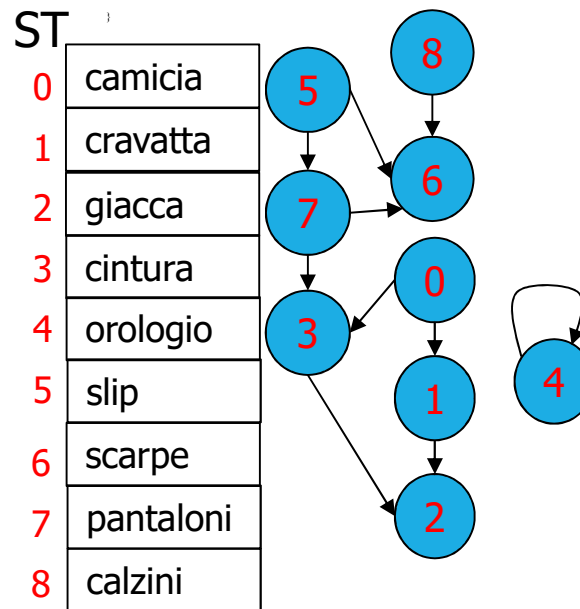 ST }
0 camicia
1 cravatta
2 giacca
3 cintura
4 orologio
5 slip
6 scarpe
7 pantaloni
8 calzini
5
8
6
7
0
3
4
1
2